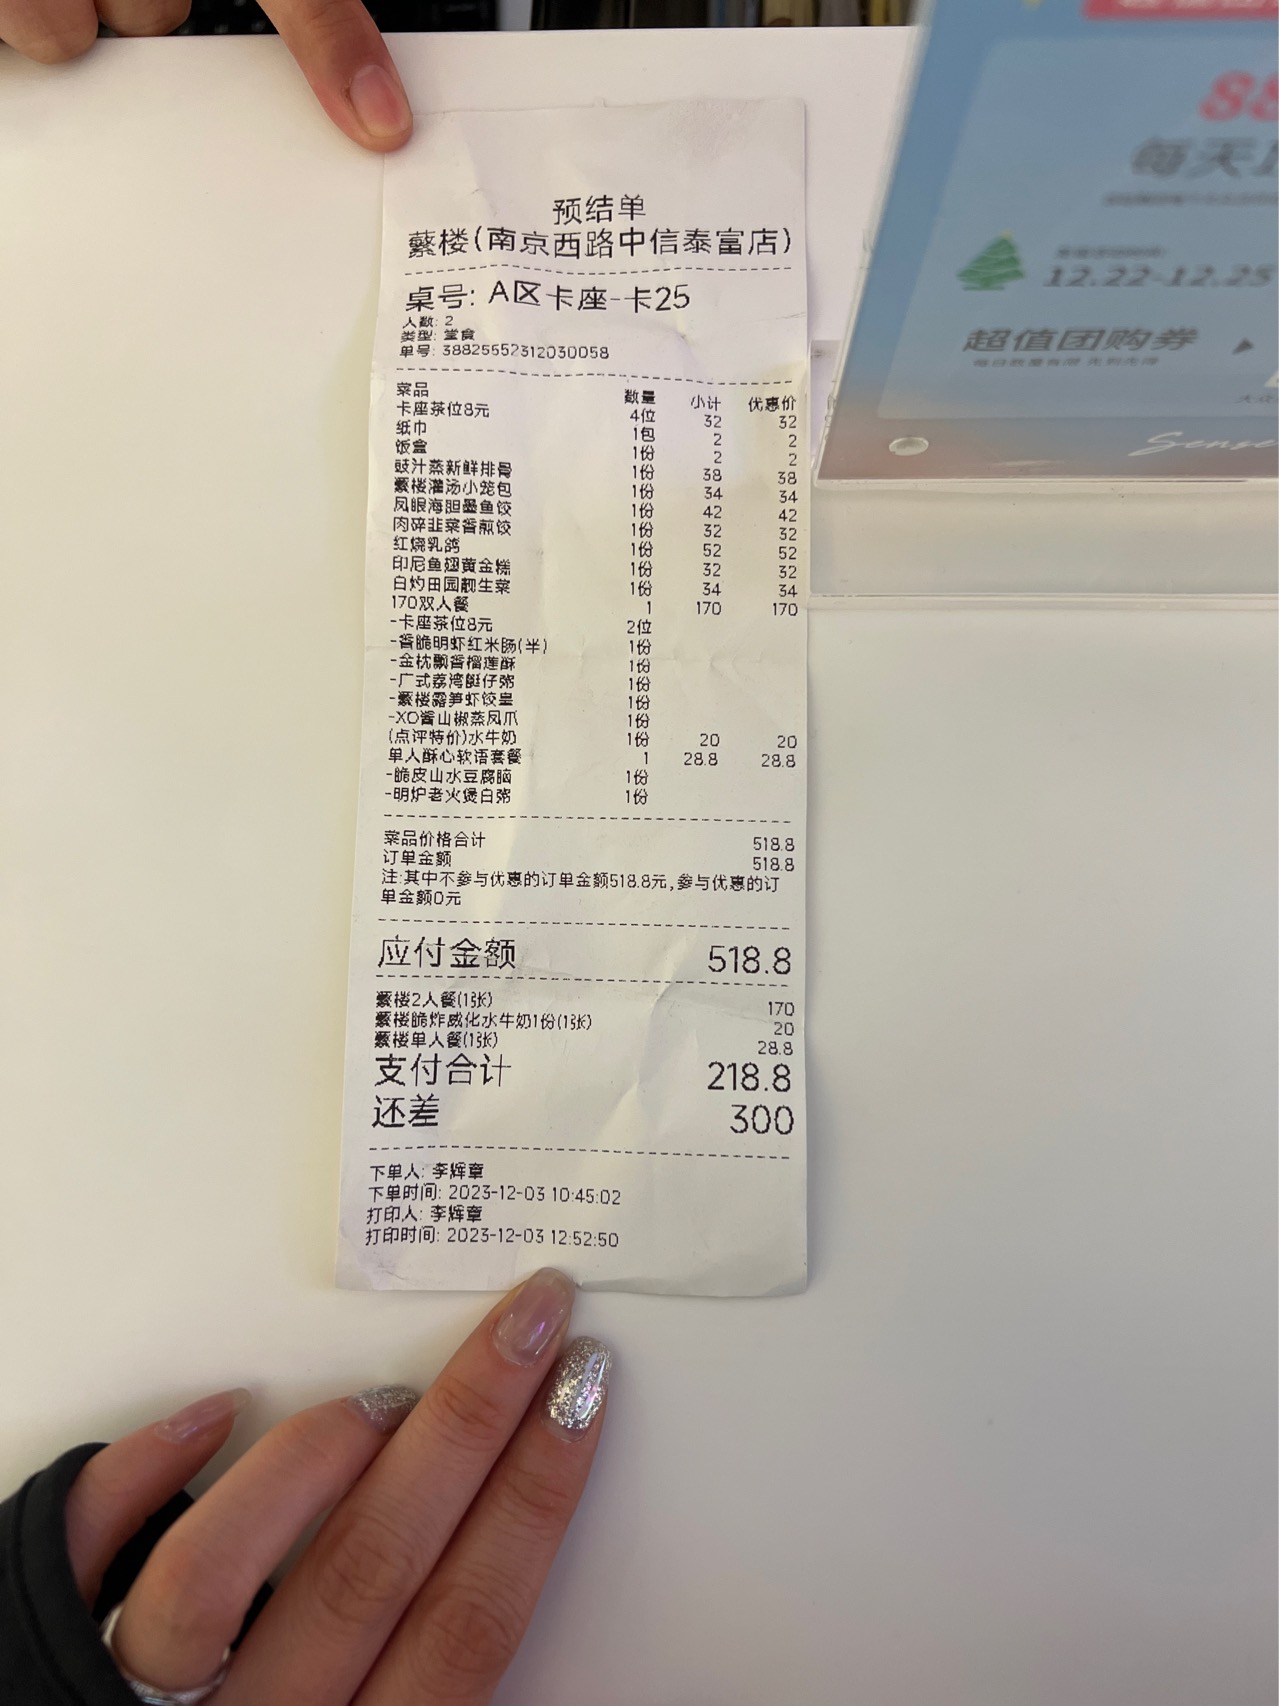 预结单
蘩楼(南京西路中信泰富店)
桌号: A区卡座-卡25
人数: 2
类型: 堂食
单号: 38825552312030058
菜品 数量 小计 优惠价
卡座茶位8元 4位 32 32
纸巾 1包 2 2
饭盒 1份 2 2
豉汁蒸新鲜排骨 1份 38 38
蘩楼灌汤小笼包 1份 34 34
凤眼海胆墨鱼饺 1份 42 42
肉碎韭菜香煎饺 1份 32 32
红烧乳鸽 1份 52 52
印尼鱼翅黄金糕 1份 32 32
白灼田园靓生菜 1份 34 34
170双人餐 1 170 170
-卡座茶位8元 2位
-香脆明虾红米肠(半) 1份
-金枕飘香榴莲酥 1份
-广式荔湾艇仔粥 1份
-蘩楼露笋虾饺皇 1份
-XO酱山椒蒸凤爪 1份
(点评特价)水牛奶 1份 20 20
单人酥心软语套餐 1 28.8 28.8
-脆皮山水豆腐脑 1份
-明炉老火煲白粥 1份
菜品价格合计 518.8
订单金额 518.8
注:其中不参与优惠的订单金额518.8元,参与优惠的订
单金额0元
应付金额 518.8
蘩楼2人餐(1张) 170
蘩楼脆炸威化水牛奶1份(1张) 20
蘩楼单人餐(1张) 28.8
支付合计 218.8
还差 300
下单人: 李辉章
下单时间: 2023-12-03 10:45:02
打印人: 李辉章
打印时间: 2023-12-03 12:52:50
每天1
12.22-12.25
超值团购券
每日数量有限 先到先得